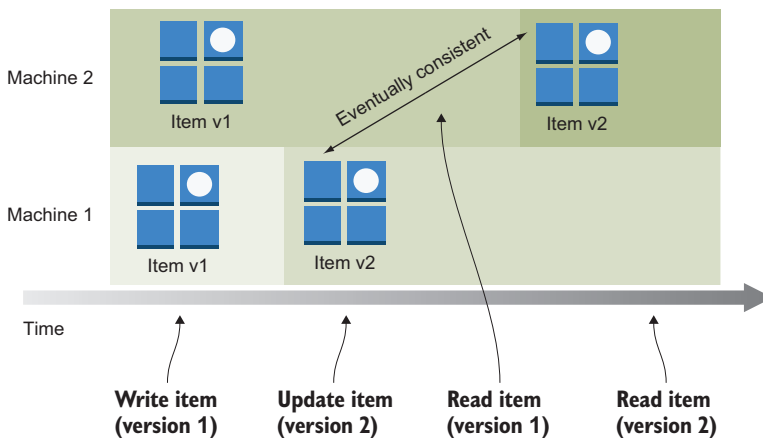 Machine 2
Item v1
Eventually consistent
Item v2
Machine 1
Item v1
Item v2
Time
Write item
(version 1)
Update item
(version 2)
Read item
(version 1)
Read item
(version 2)